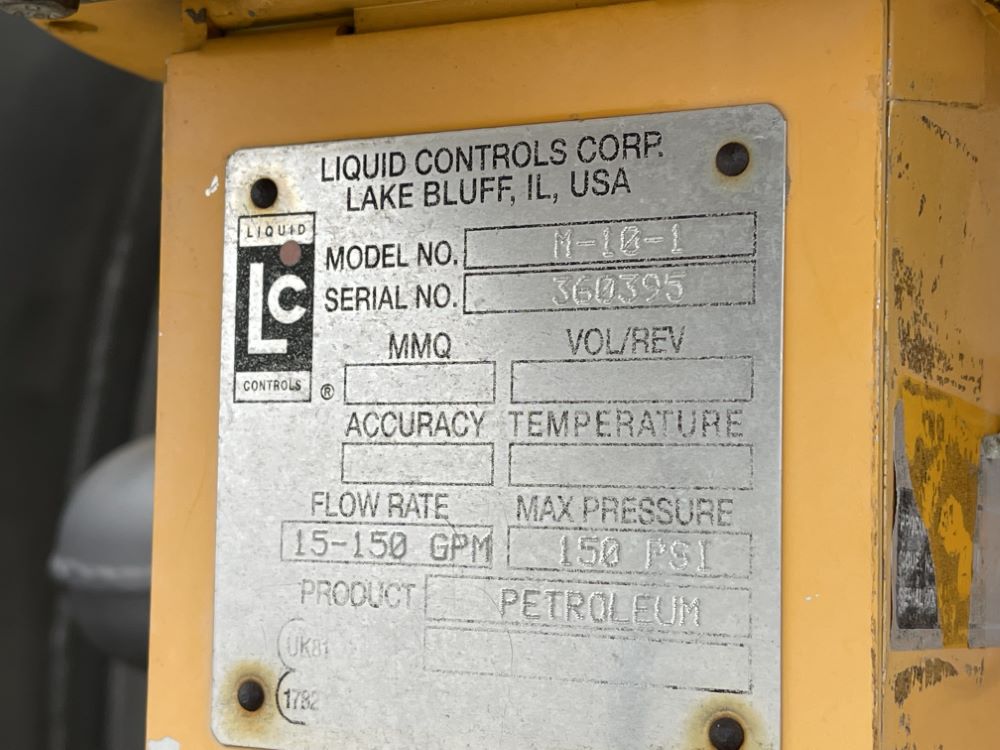 LIQUID CONTROLS CORP.
LAKE BLUFF, IL, USA
LIQUID
LC
CONTROLS
®
MODEL NO. M-10-1
SERIAL NO. 360395
MMQ VOL/REV
ACCURACY TEMPERATURE
FLOW RATE MAX PRESSURE
15-150 GPM 150 PSI
PRODUCT PETROLEUM
UK81
1782